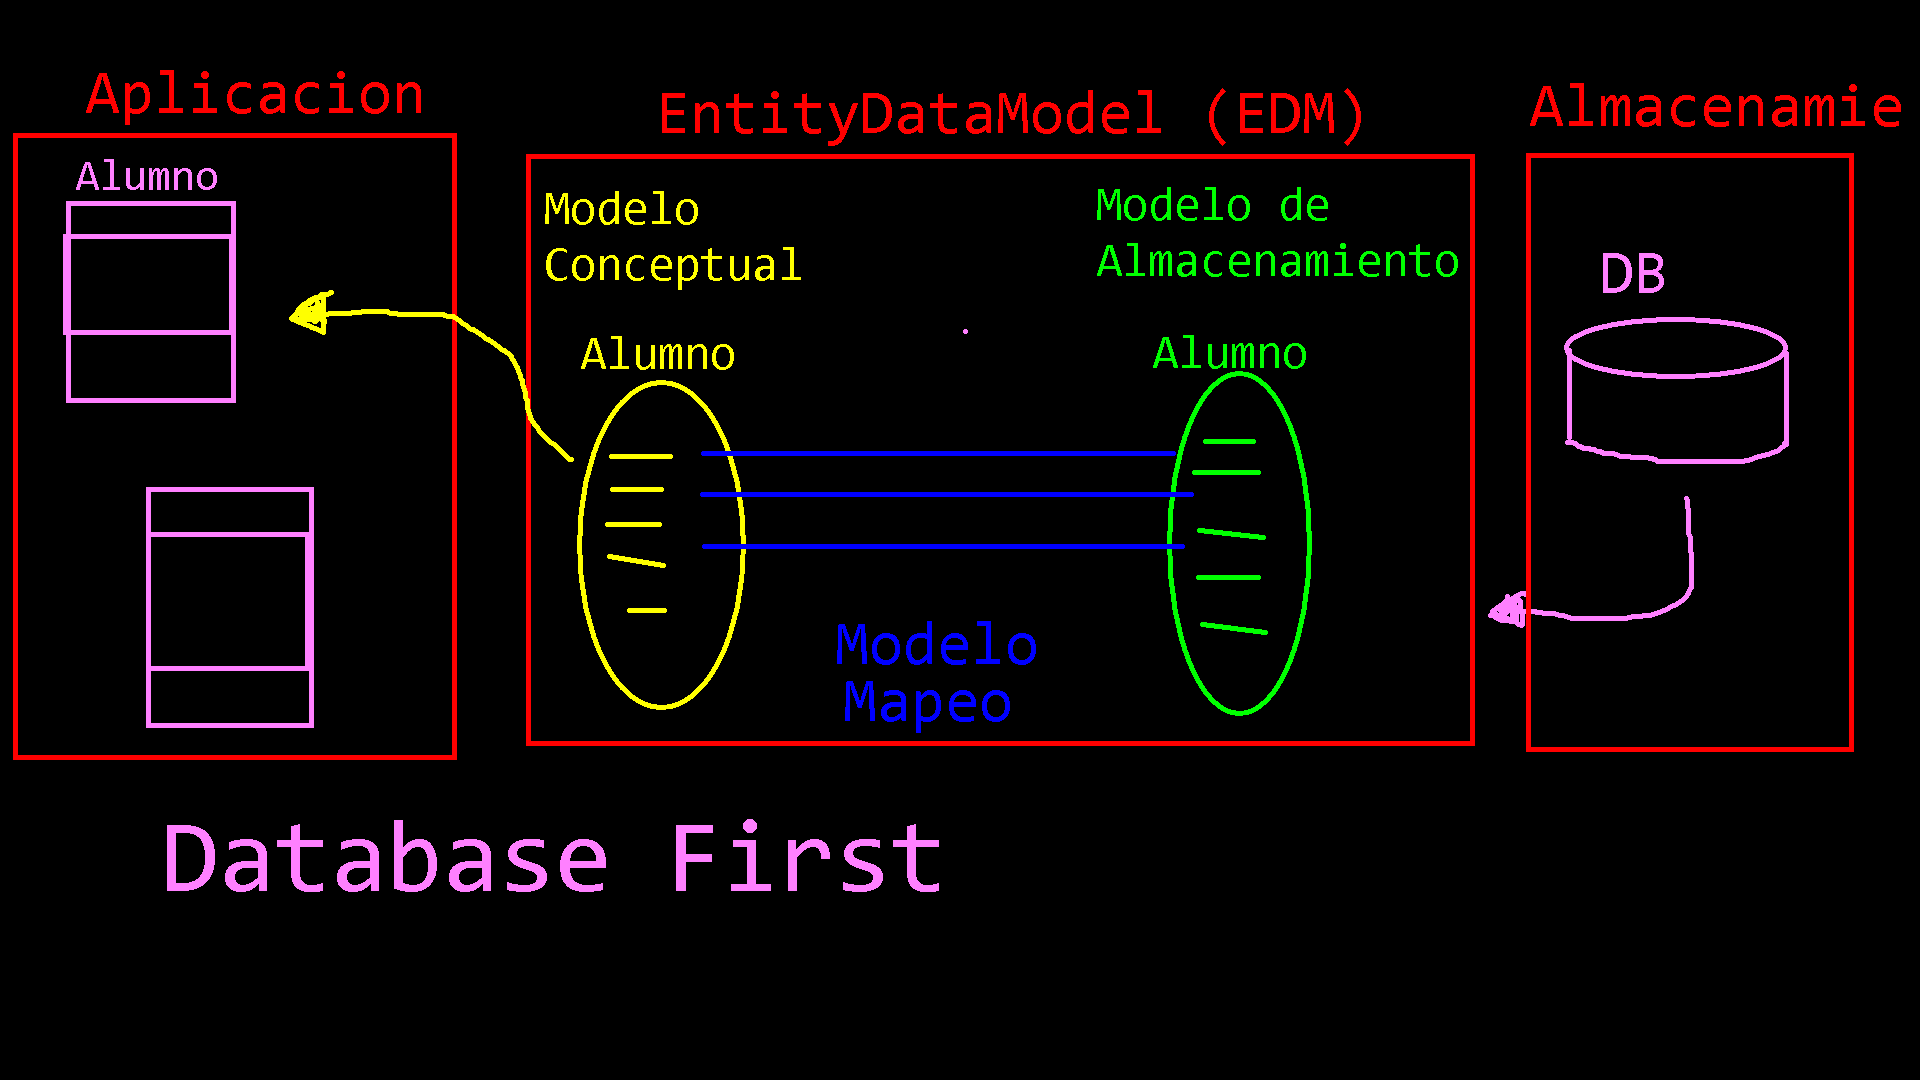 Aplicacion
EntityDataModel (EDM)
Almacenamie
Alumno
Modelo
Conceptual
Modelo de
Almacenamiento
DB
Alumno
Alumno
Modelo
Mapeo
Database First